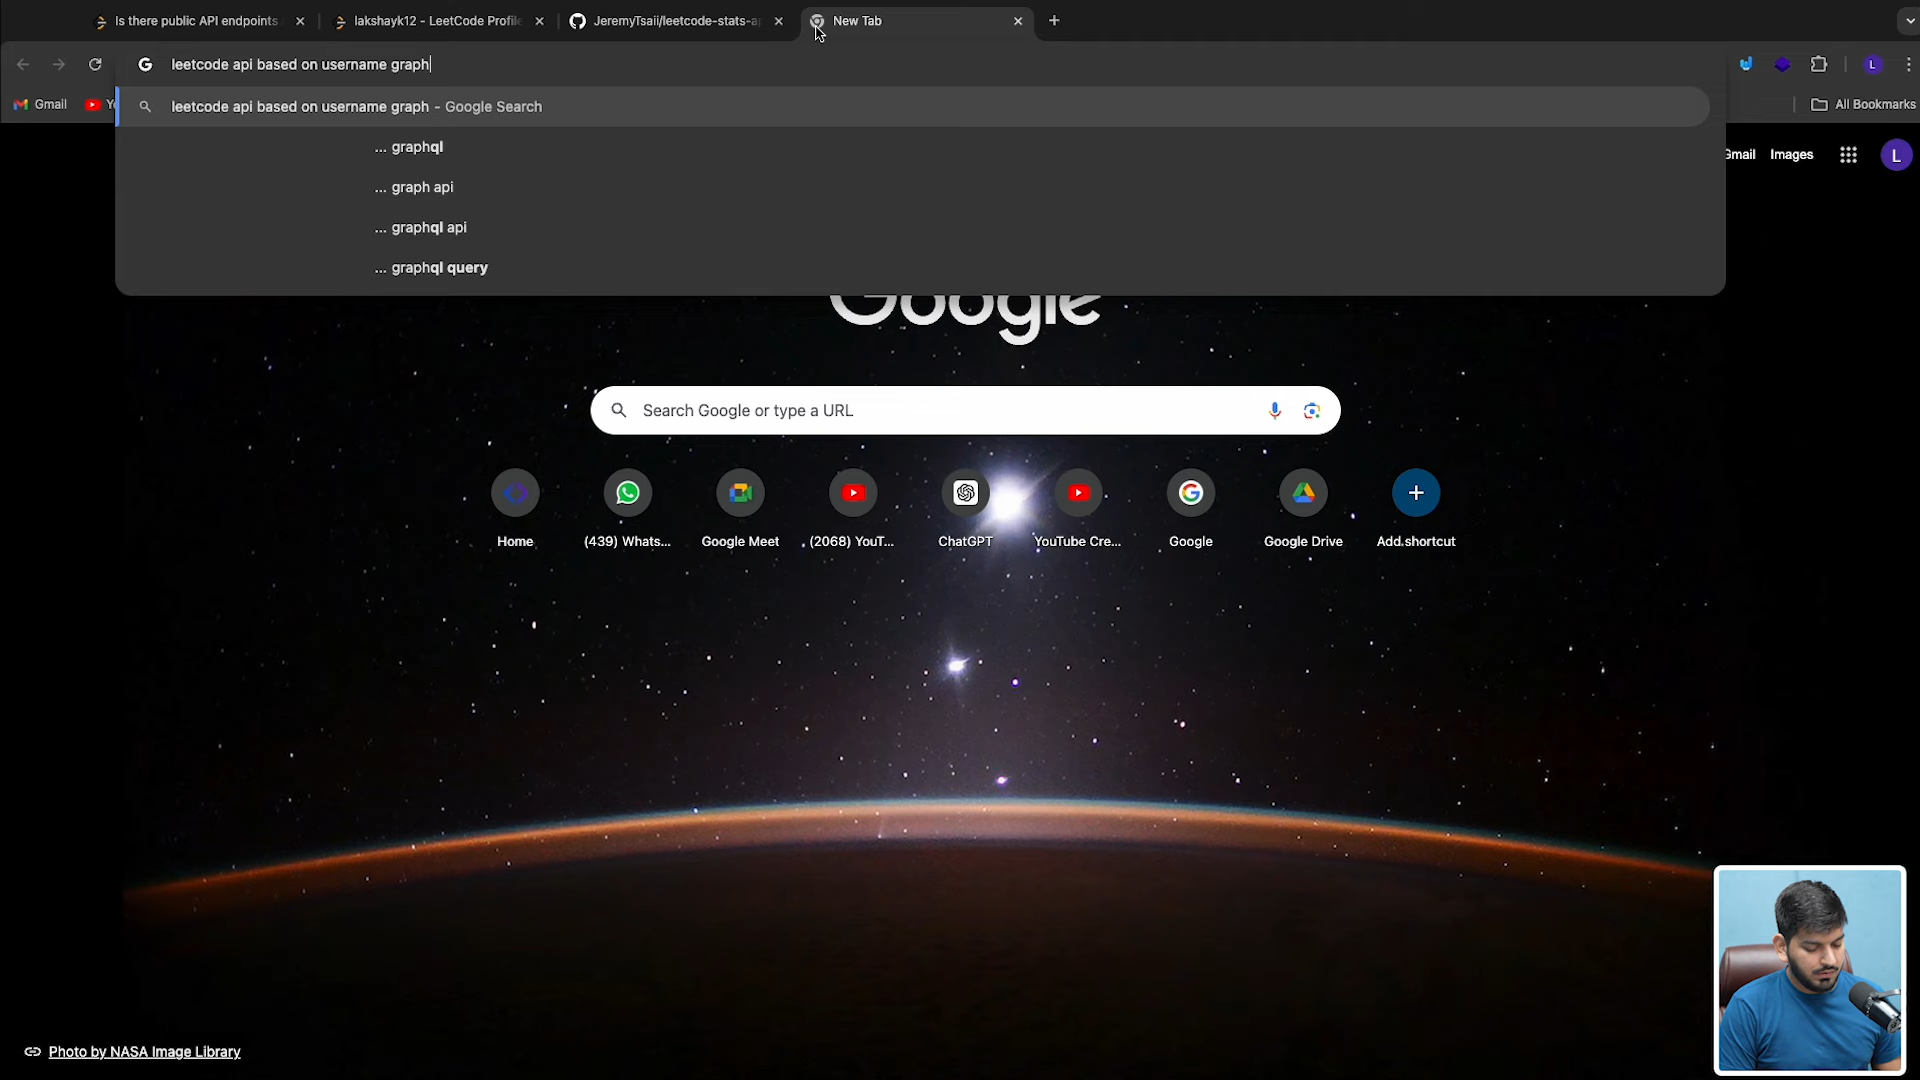 Is there public API endpoints
lakshayk12 - LeetCode Profile
JeremyTsaii/leetcode-stats-ap
New Tab
leetcode api based on username graph
Gmail
All Bookmarks
leetcode api based on username graph - Google Search
... graphql
... graph api
... graphql api
... graphql query
Gmail
Images
L
Google
Search Google or type a URL
Home
(439) Whats...
Google Meet
(2068) YouT...
ChatGPT
YouTube Cre...
Google
Google Drive
Add shortcut
Photo by NASA Image Library